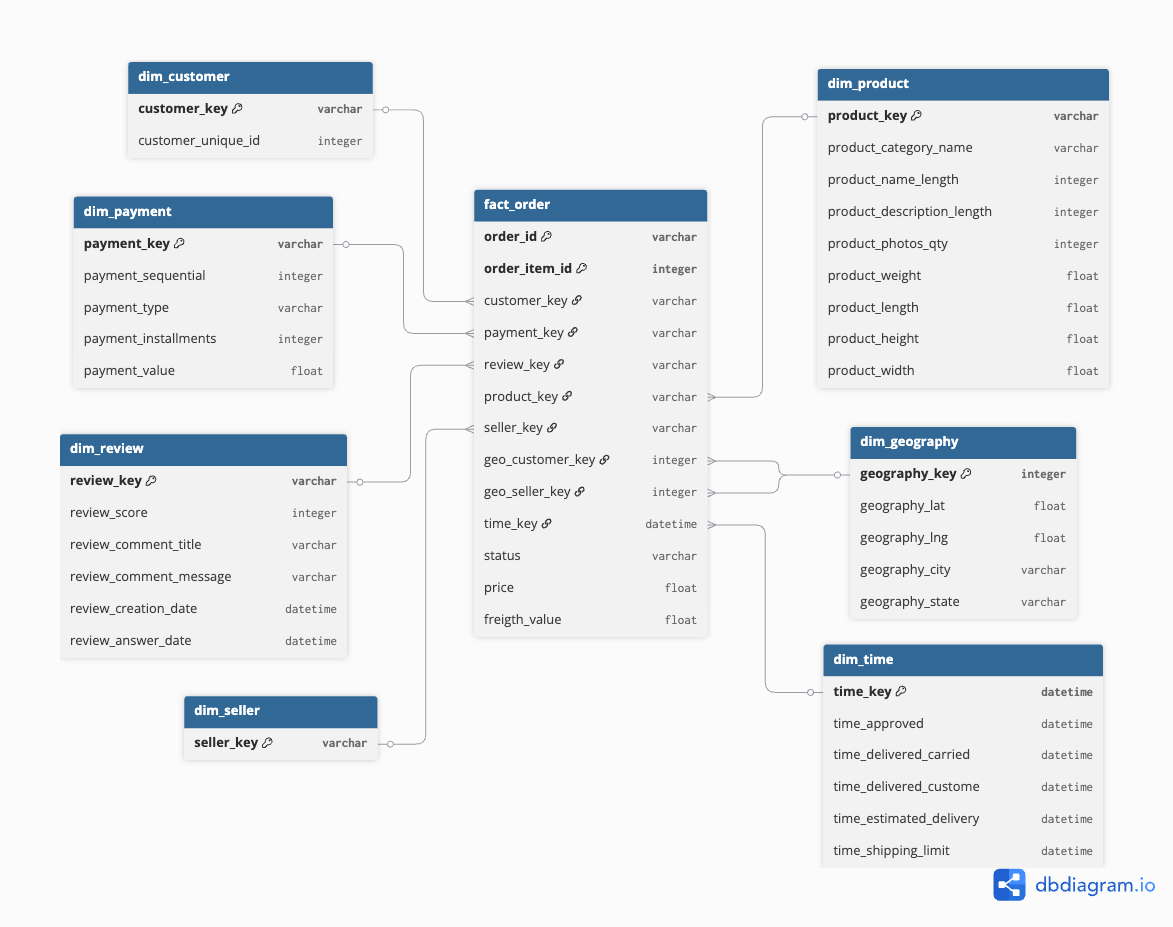 dim_customer
customer_key varchar
customer_unique_id integer
dim_payment
payment_key varchar
payment_sequential integer
payment_type varchar
payment_installments integer
payment_value float
dim_review
review_key varchar
review_score integer
review_comment_title varchar
review_comment_message varchar
review_creation_date datetime
review_answer_date datetime
dim_seller
seller_key varchar
fact_order
order_id varchar
order_item_id integer
customer_key varchar
payment_key varchar
review_key varchar
product_key varchar
seller_key varchar
geo_customer_key integer
geo_seller_key integer
time_key datetime
status varchar
price float
freigth_value float
dim_product
product_key varchar
product_category_name varchar
product_name_length integer
product_description_length integer
product_photos_qty integer
product_weight float
product_length float
product_height float
product_width float
dim_geography
geography_key integer
geography_lat float
geography_lng float
geography_city varchar
geography_state varchar
dim_time
time_key datetime
time_approved datetime
time_delivered_carried datetime
time_delivered_custome datetime
time_estimated_delivery datetime
time_shipping_limit datetime
dbdiagram.io